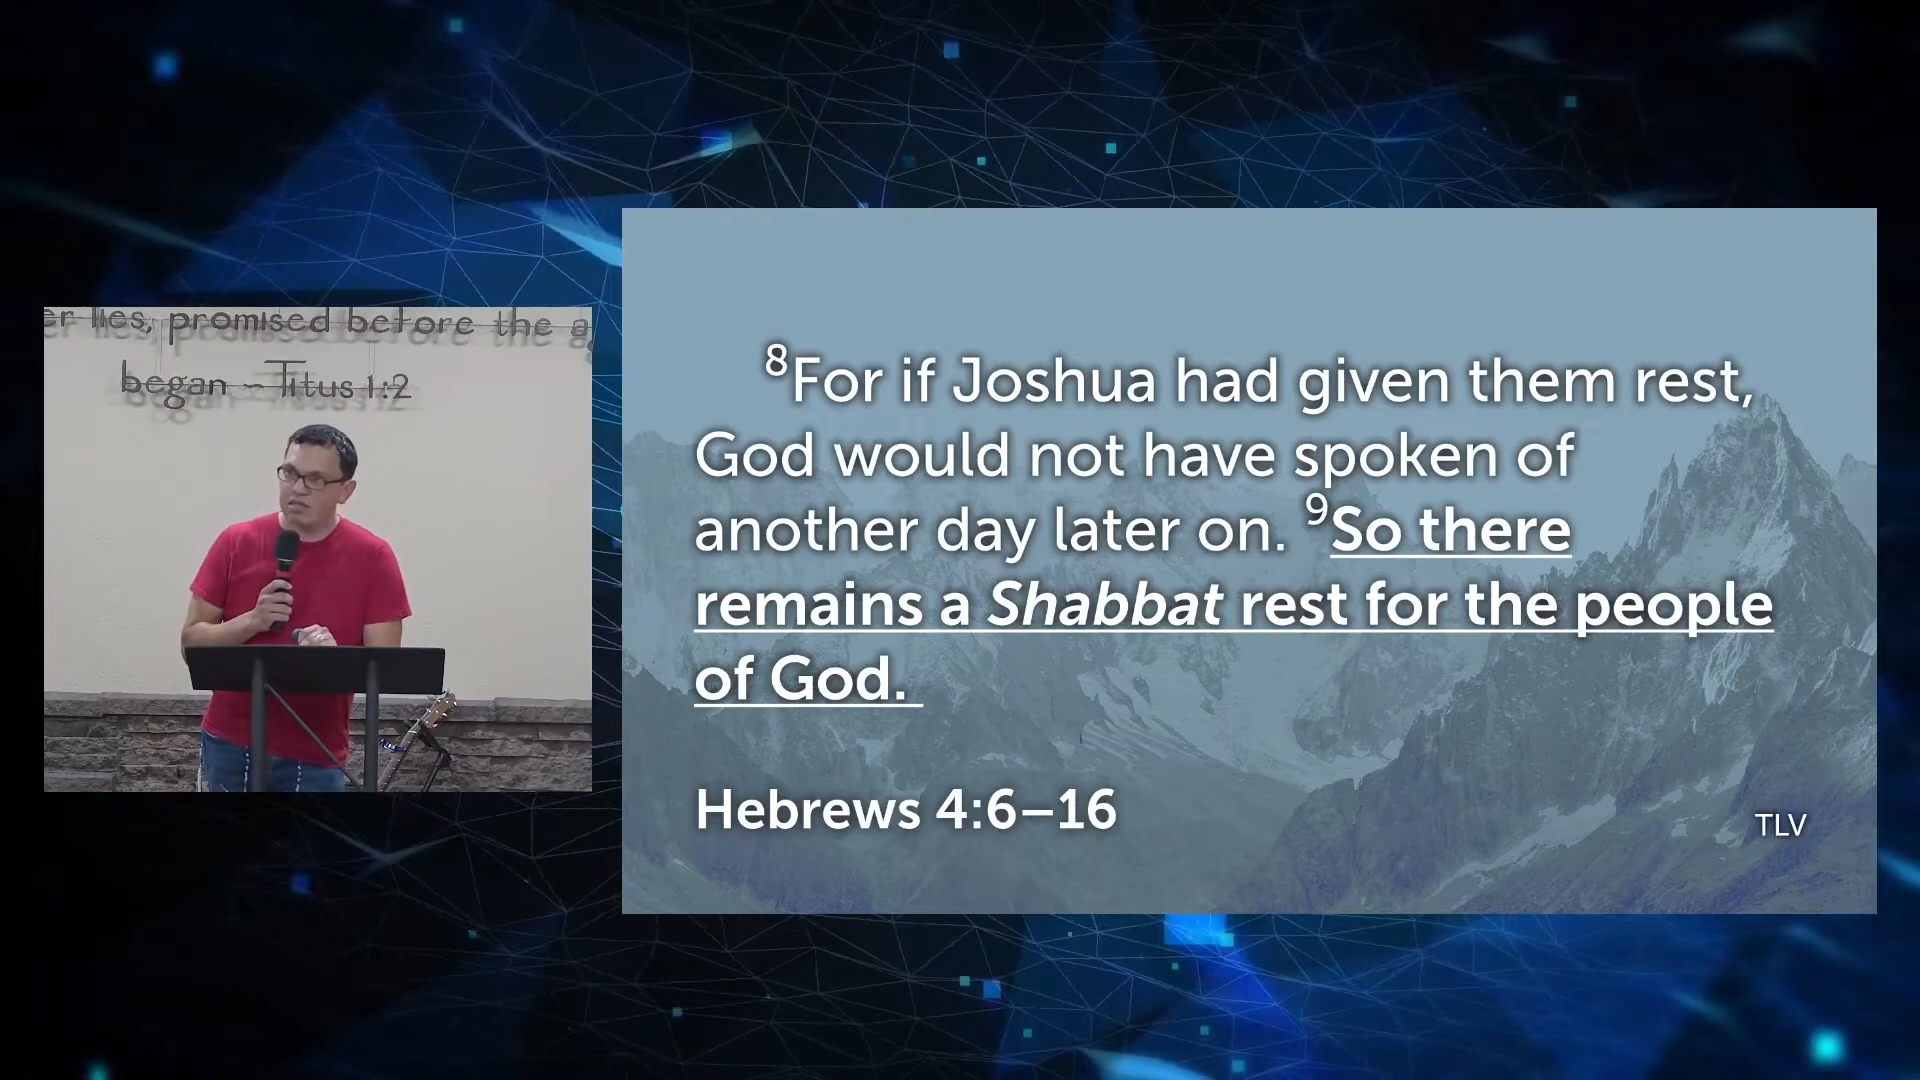 er lies, promised before the a
began ~ Titus 1:2
⁸For if Joshua had given them rest,
God would not have spoken of
another day later on. ⁹So there
remains a Shabbat rest for the people
of God.
Hebrews 4:6–16
TLV